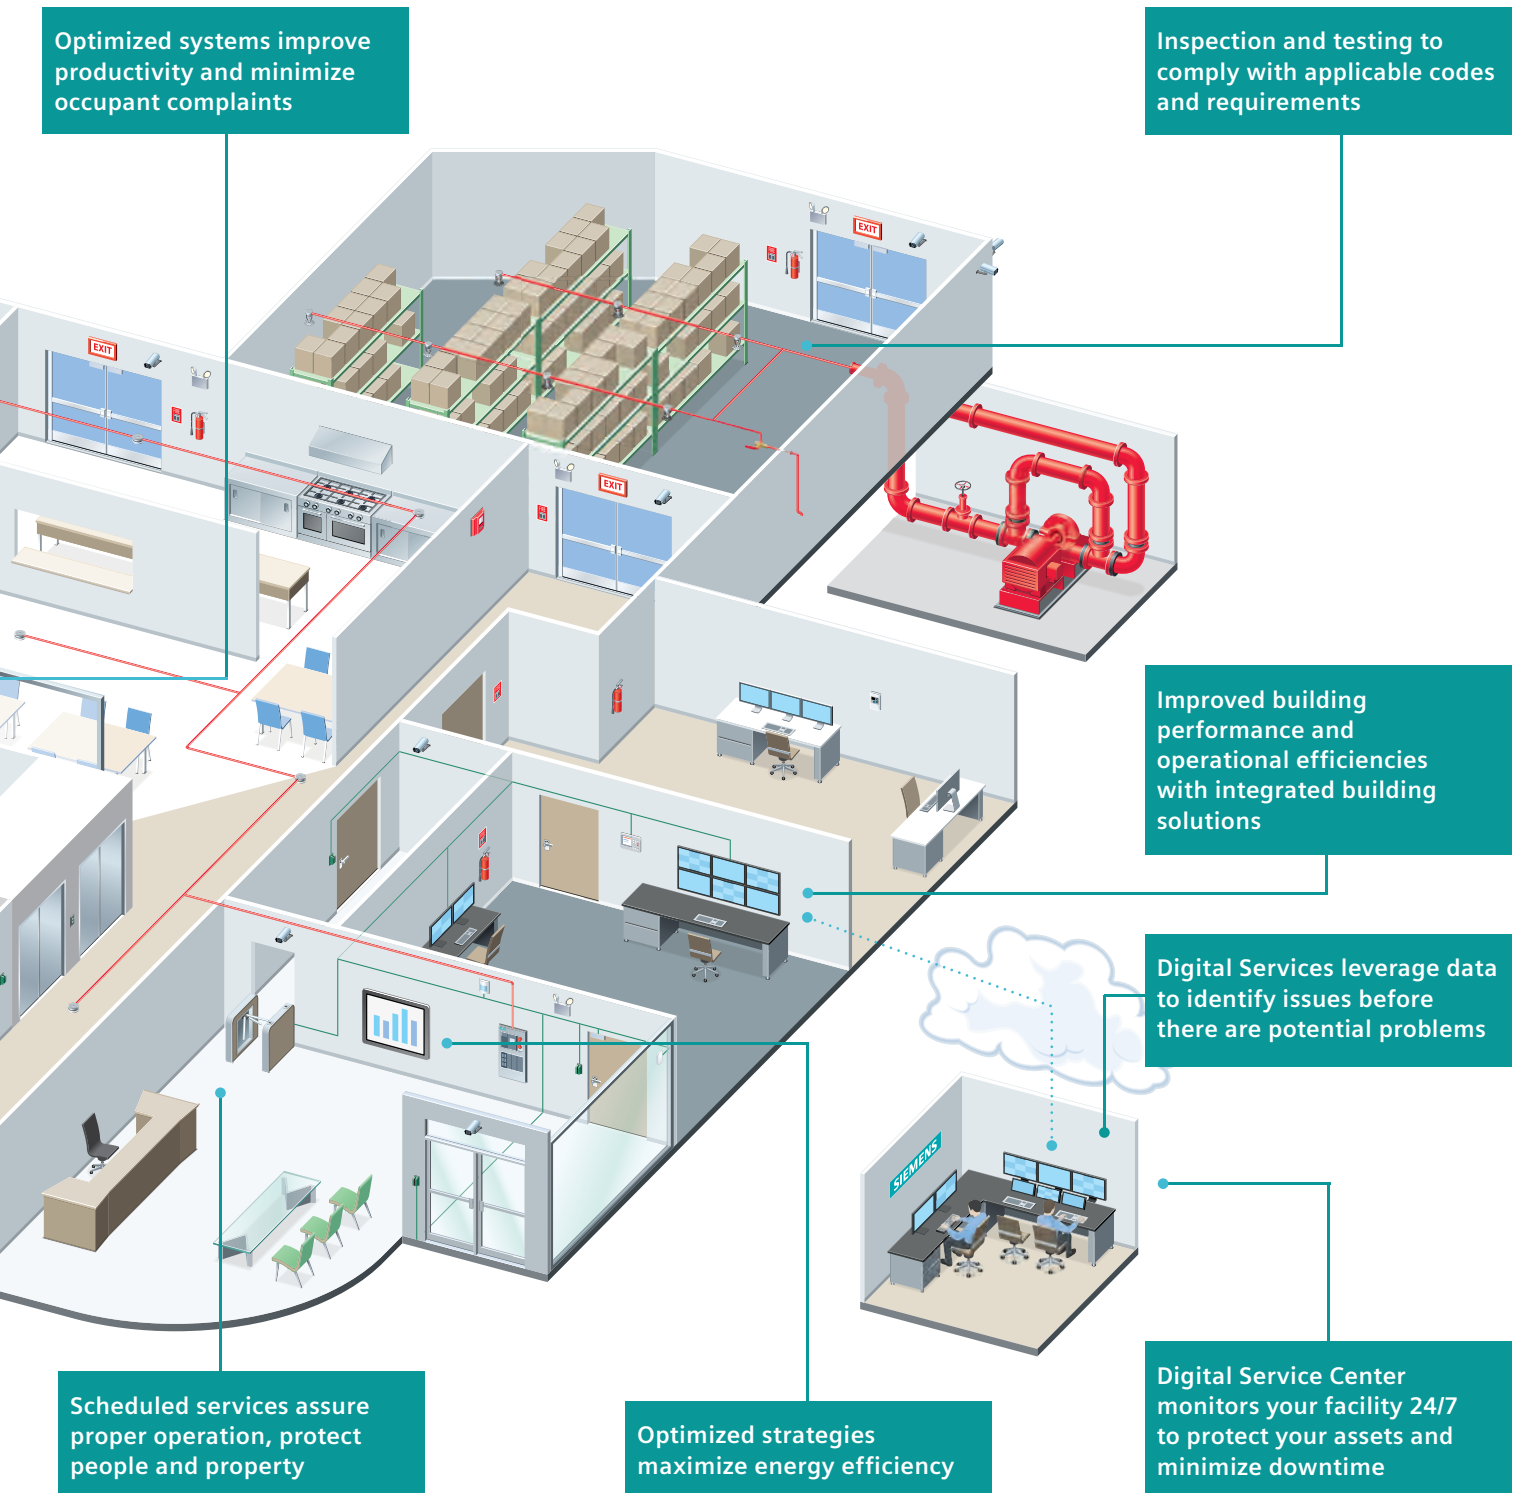 Optimized systems improve
productivity and minimize
occupant complaints
Inspection and testing to
comply with applicable codes
and requirements
EXIT
EXIT
EXIT
Improved building
performance and
operational efficiencies
with integrated building
solutions
Digital Services leverage data
to identify issues before
there are potential problems
SIEMENS
Scheduled services assure
proper operation, protect
people and property
Optimized strategies
maximize energy efficiency
Digital Service Center
monitors your facility 24/7
to protect your assets and
minimize downtime